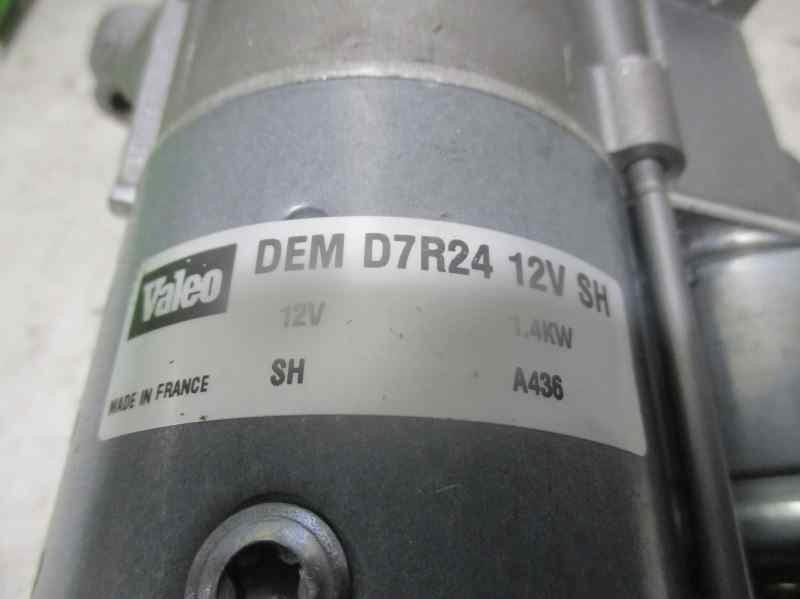 Valeo
DEM D7R24 12V SH
12V 1.4KW
SH A436
MADE IN FRANCE